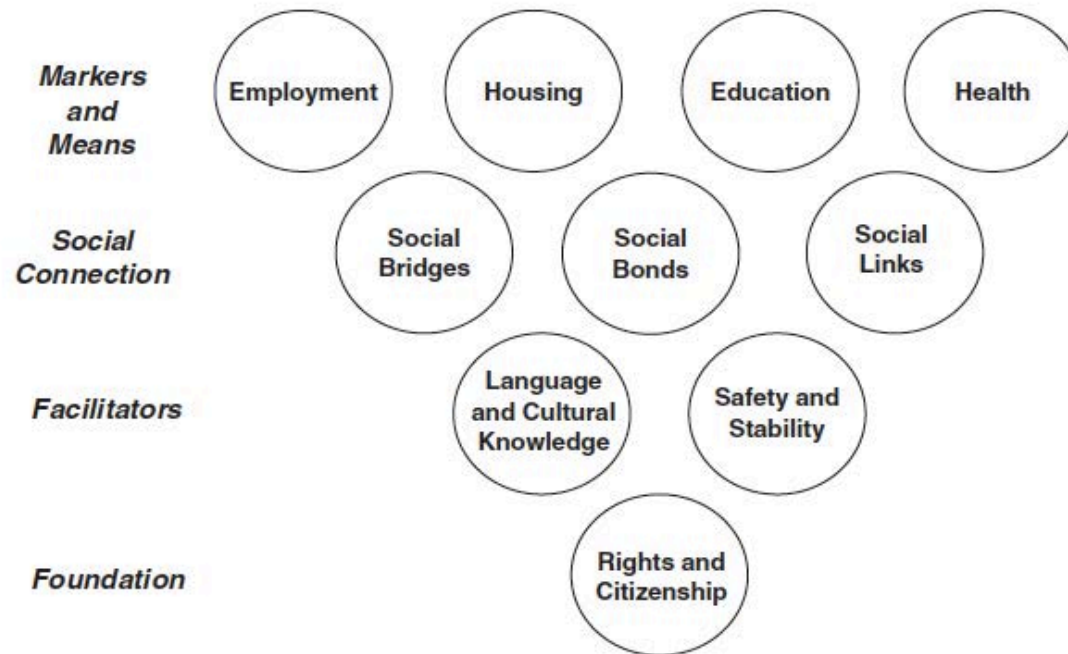 Markers
and
Means
Employment
Housing
Education
Health
Social
Connection
Social
Bridges
Social
Bonds
Social
Links
Facilitators
Language
and Cultural
Knowledge
Safety and
Stability
Foundation
Rights and
Citizenship